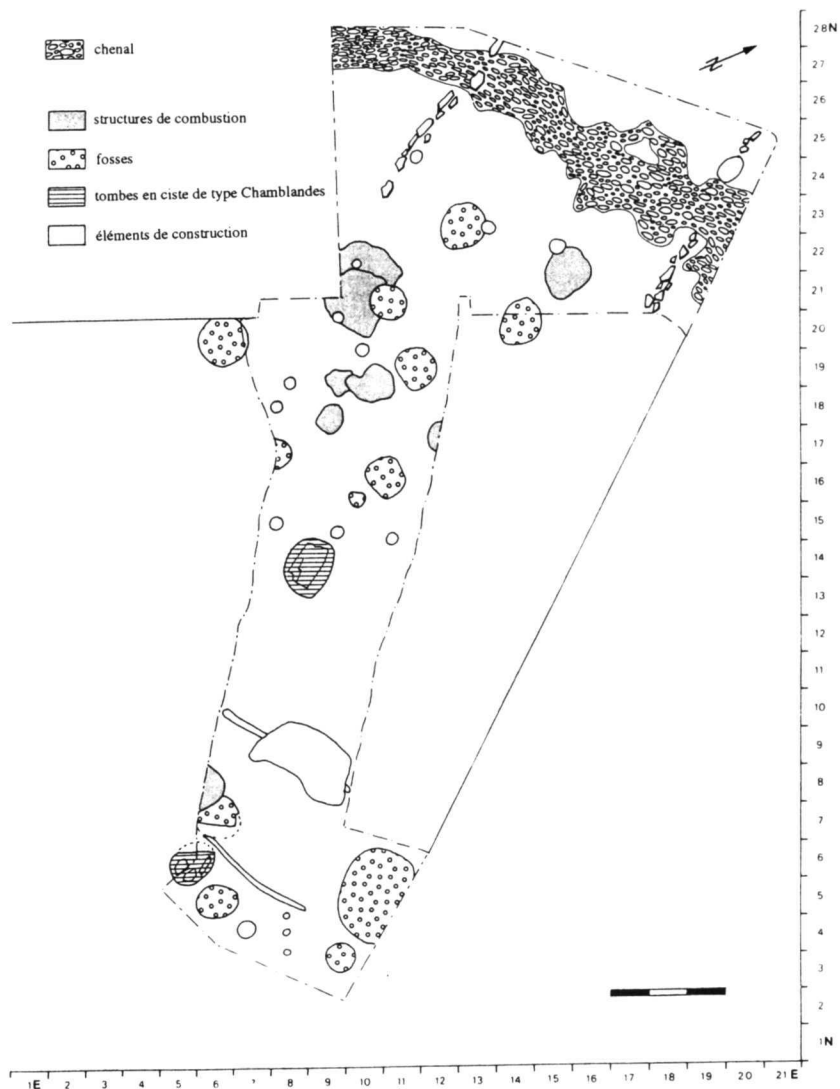 chenal
structures de combustion
fosses
tombes en ciste de type Chamblandes
éléments de construction
N
28N
27
26
25
24
23
22
21
20
19
18
17
16
15
14
13
12
11
10
9
8
7
6
5
4
3
2
1N
1E 2 3 4 5 6 8 9 10 11 12 13 14 15 16 17 18 19 20 21E